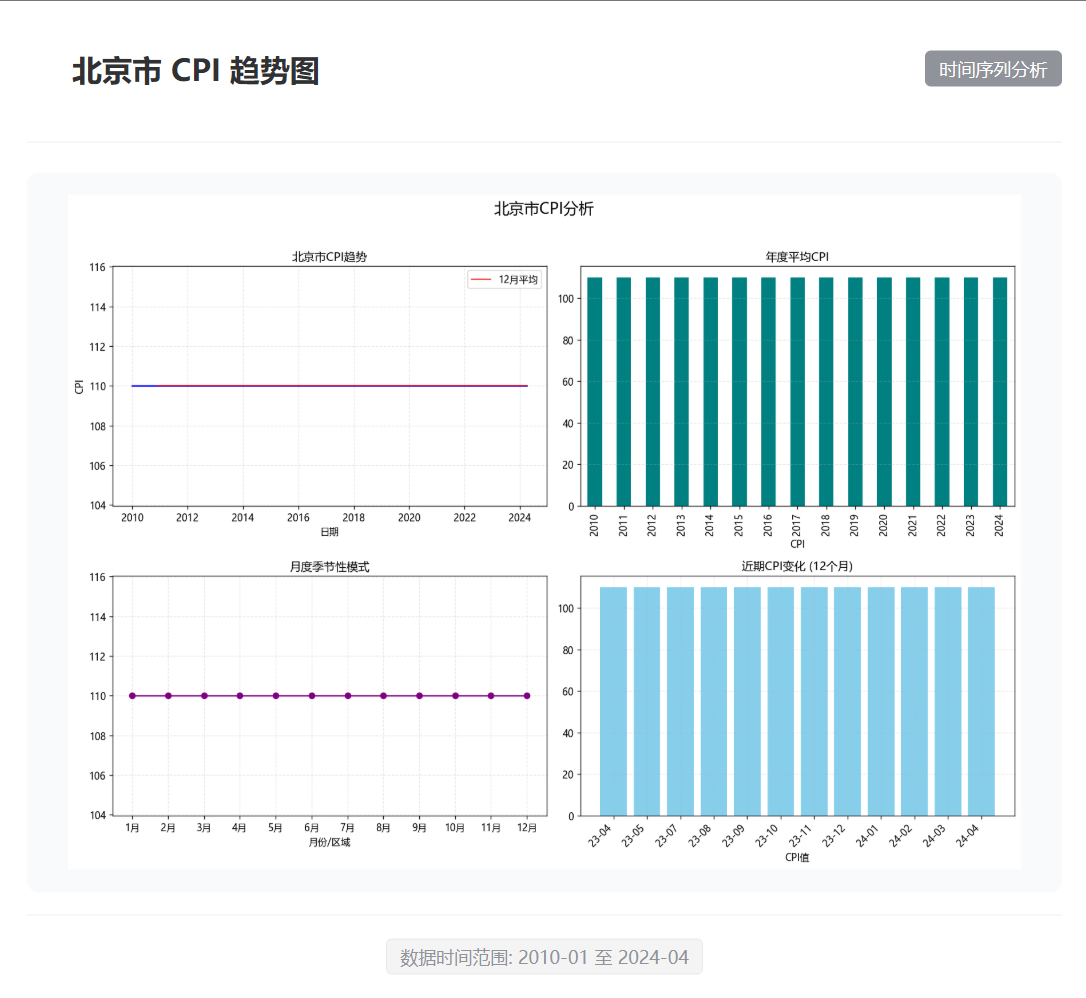 北京市 CPI 趋势图
时间序列分析
北京市CPI分析
北京市CPI趋势
116
114
112
110
108
106
104
CPI
12月平均
2010 2012 2014 2016 2018 2020 2022 2024
日期
年度平均CPI
100
80
60
40
20
0
2010 2011 2012 2013 2014 2015 2016 2017 2018 2019 2020 2021 2022 2023 2024
CPI
月度季节性模式
116
114
112
110
108
106
104
1月 2月 3月 4月 5月 6月 7月 8月 9月 10月 11月 12月
月份/区域
近期CPI变化 (12个月)
100
80
60
40
20
0
23-04 23-05 23-07 23-08 23-09 23-10 23-11 23-12 24-01 24-02 24-03 24-04
CPI值
数据时间范围: 2010-01 至 2024-04